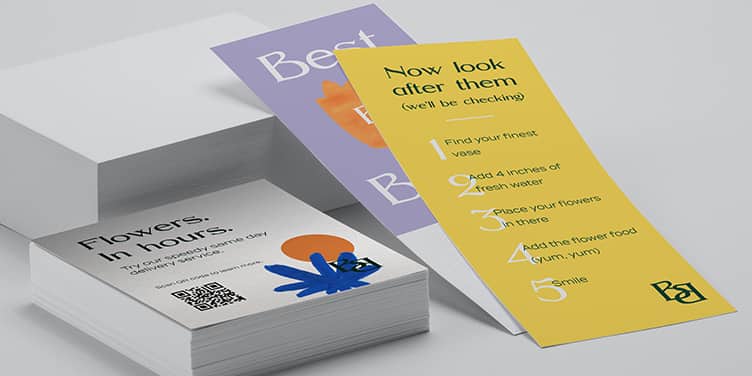 Best
Now look
after them
(we'll be checking)
1 Find your finest
vase
2 Add 4 inches of
fresh water
3 Place your flowers
in there
4 Add the flower food
(yum, yum)
5 Smile
Flowers.
In hours.
Try our speedy same day
delivery service.
Scan QR code to learn more.